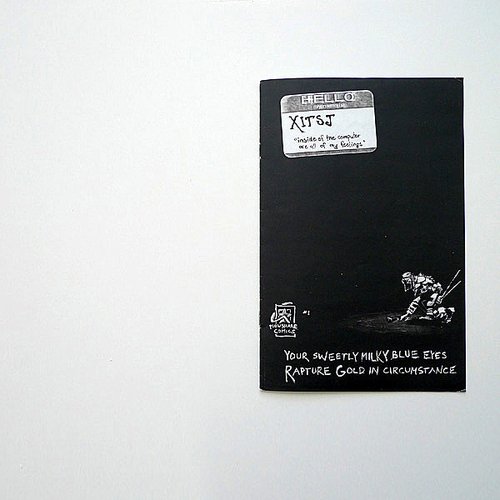 HELLO
XITSJ
"inside of the computer
are all of my feelings"
#1
COMICS
YOUR SWEETLY MILKY BLUE EYES
RAPTURE GOLD IN CIRCUMSTANCE